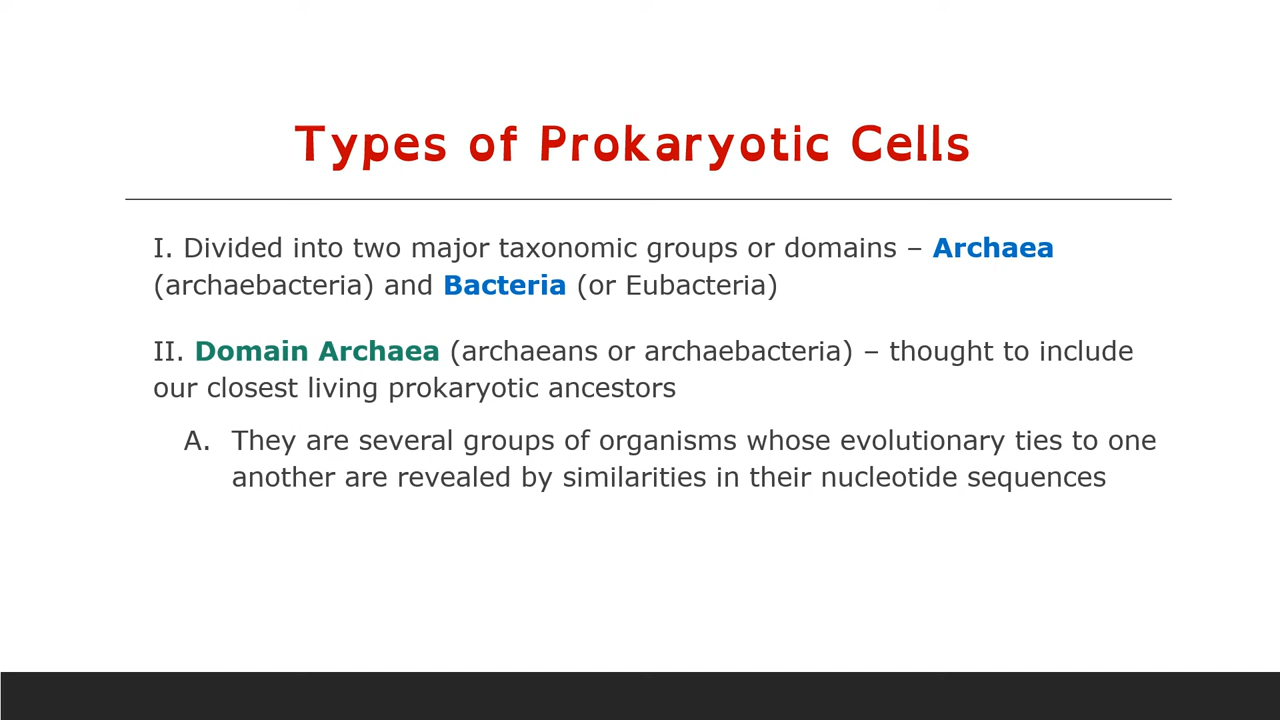 Types of Prokaryotic Cells
I. Divided into two major taxonomic groups or domains – Archaea
(archaebacteria) and Bacteria (or Eubacteria)
II. Domain Archaea (archaeans or archaebacteria) – thought to include
our closest living prokaryotic ancestors
A. They are several groups of organisms whose evolutionary ties to one
another are revealed by similarities in their nucleotide sequences